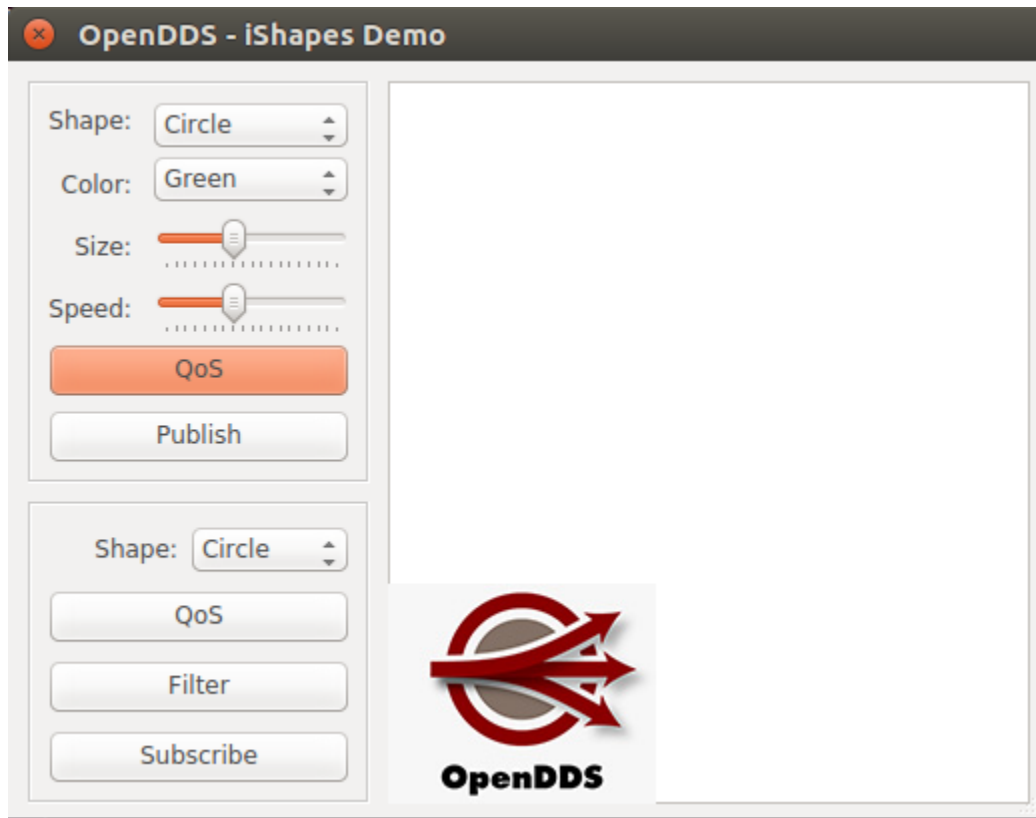 OpenDDS - iShapes Demo
Shape: Circle
Color: Green
Size:
Speed:
QoS
Publish
Shape: Circle
QoS
Filter
Subscribe
OpenDDS